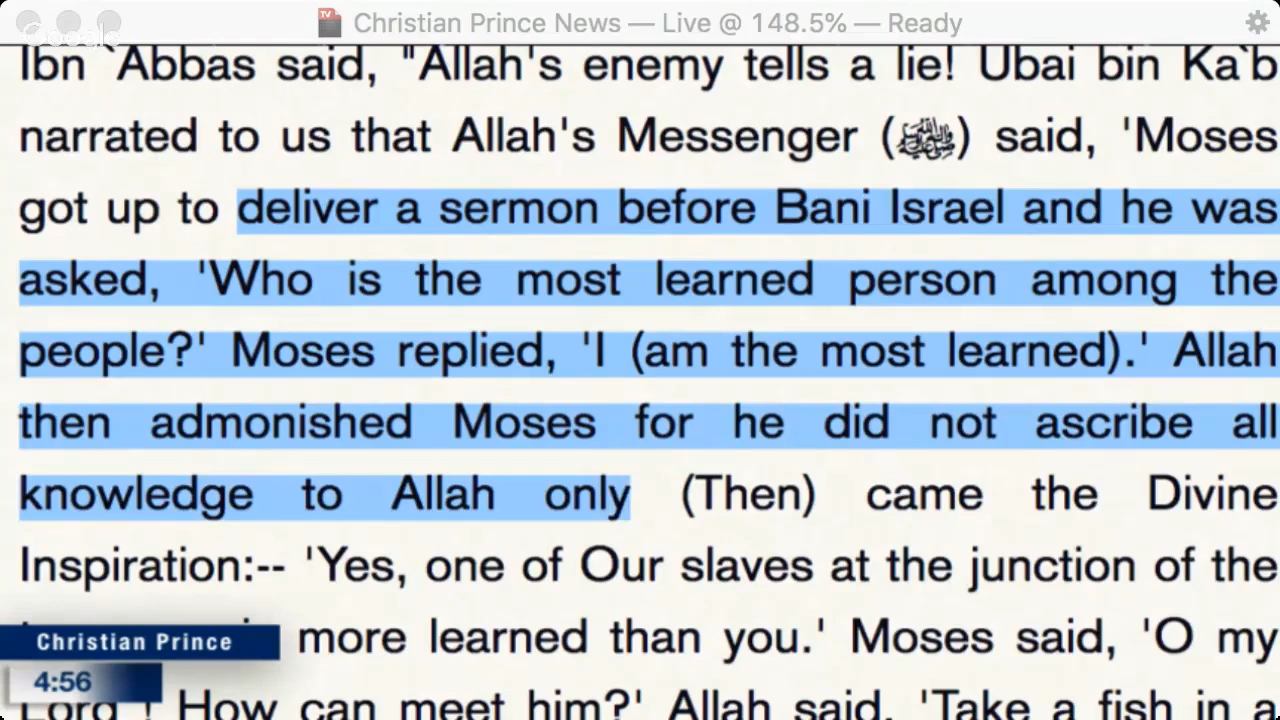 Christian Prince News — Live @ 148.5% — Ready
Ibn `Abbas said, "Allah's enemy tells a lie! Ubai bin Ka`b
narrated to us that Allah's Messenger (ﷺ) said, 'Moses
got up to deliver a sermon before Bani Israel and he was
asked, 'Who is the most learned person among the
people?' Moses replied, 'I (am the most learned).' Allah
then admonished Moses for he did not ascribe all
knowledge to Allah only (Then) came the Divine
Inspiration:-- 'Yes, one of Our slaves at the junction of the
more learned than you.' Moses said, 'O my
Lord ! How can meet him?' Allah said, 'Take a fish in a
Christian Prince
4:56